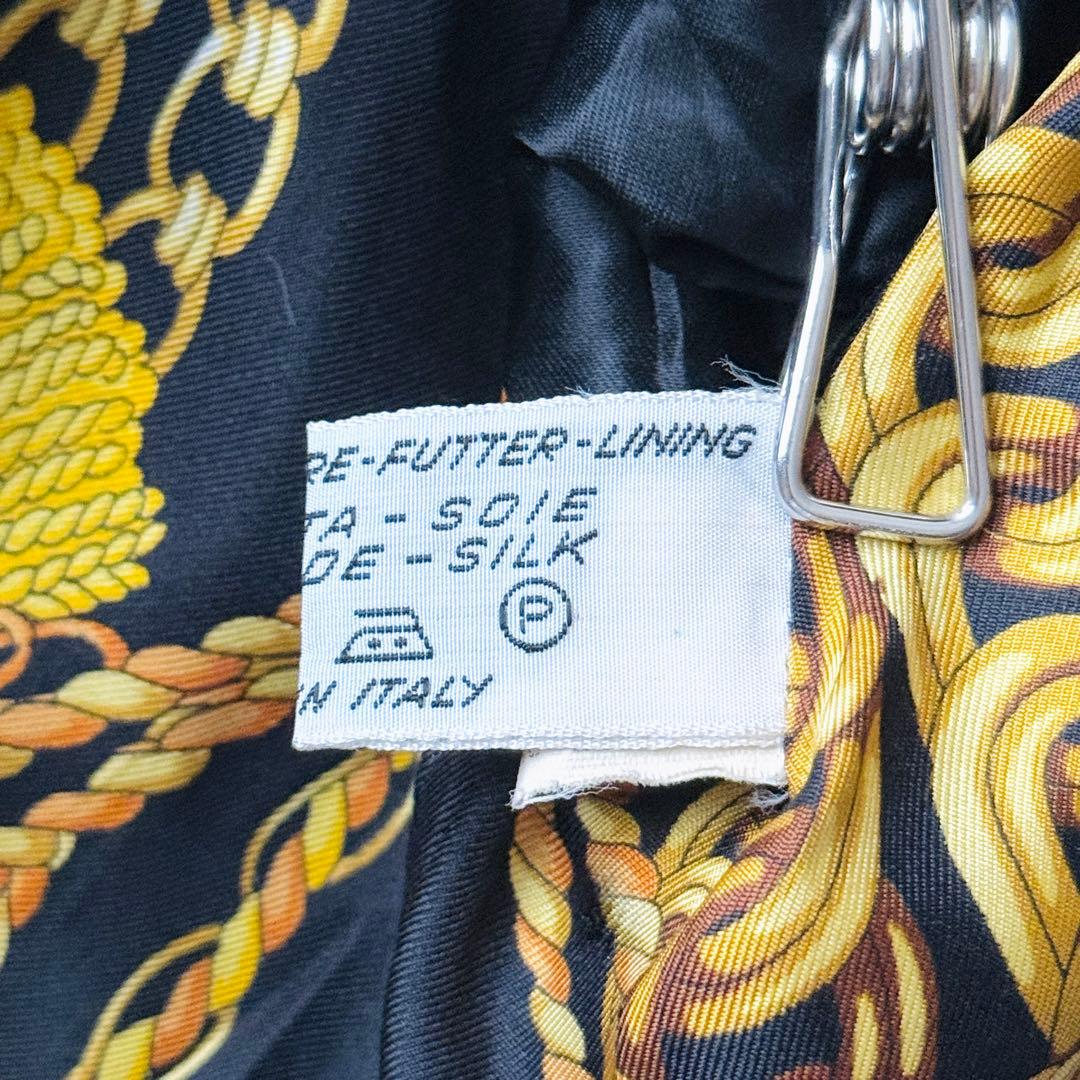 RE-FUTTER-LINING
TA - SOIE
DE - SILK
P
IN ITALY